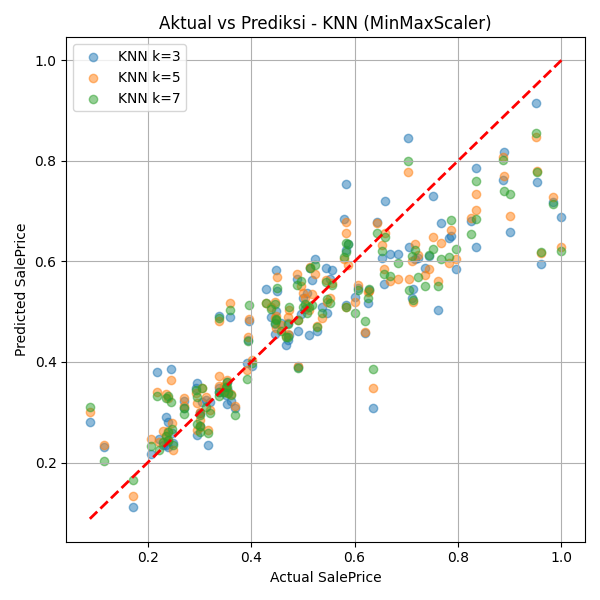 Aktual vs Prediksi - KNN (MinMaxScaler)
KNN k=3
KNN k=5
KNN k=7
Predicted SalePrice
1.0
0.8
0.6
0.4
0.2
0.2 0.4 0.6 0.8 1.0
Actual SalePrice